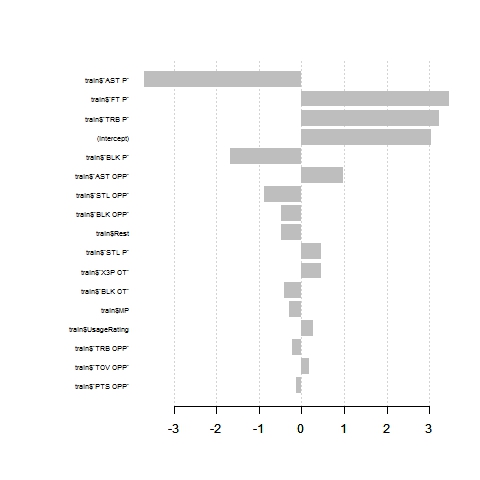 train$`AST P`
train$`FT P`
train$`TRB P`
(Intercept)
train$`BLK P`
train$`AST OPP`
train$`STL OPP`
train$`BLK OPP`
train$Rest
train$`STL P`
train$`X3P OT`
train$`BLK OT`
train$MP
train$UsageRating
train$`TRB OPP`
train$`TOV OPP`
train$`PTS OPP`
-3 -2 -1 0 1 2 3